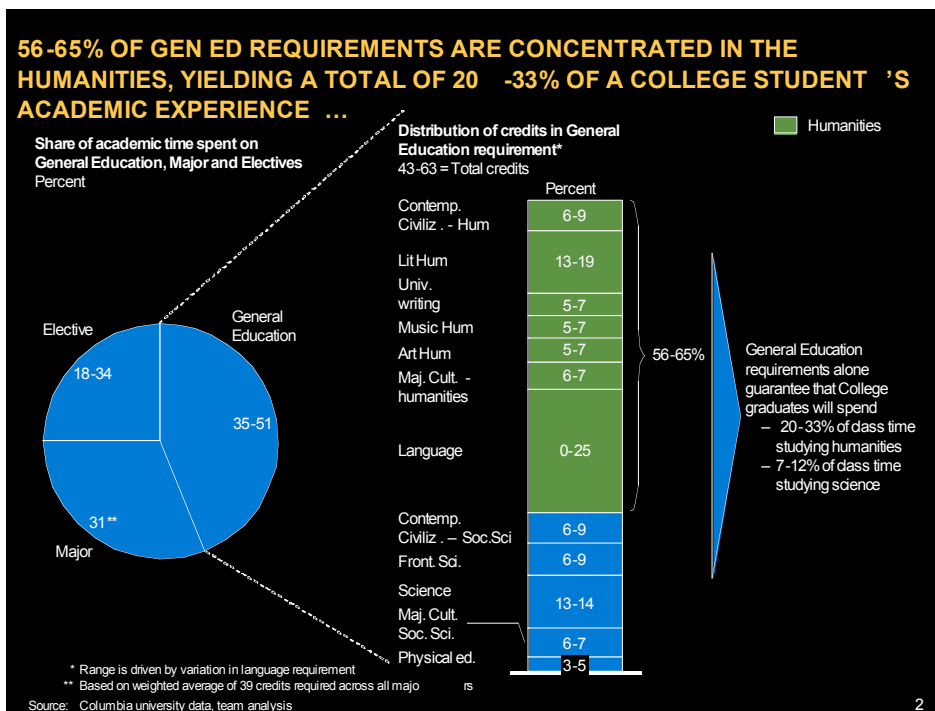 56-65% OF GEN ED REQUIREMENTS ARE CONCENTRATED IN THE
HUMANITIES, YIELDING A TOTAL OF 20 -33% OF A COLLEGE STUDENT 'S
ACADEMIC EXPERIENCE …
Share of academic time spent on
General Education, Major and Electives
Percent
Elective
18-34
General
Education
35-51
31**
Major
Distribution of credits in General
Education requirement*
43-63 = Total credits
Humanities
Percent
Contemp.
Civiliz . - Hum
6-9
Lit Hum
13-19
Univ.
writing
5-7
Music Hum
5-7
Art Hum
5-7
Maj. Cult. -
humanities
6-7
Language
0-25
Contemp.
Civiliz . – Soc.Sci
6-9
Front. Sci.
6-9
Science
13-14
Maj. Cult.
Soc. Sci.
6-7
Physical ed.
3-5
56-65%
General Education
requirements alone
guarantee that College
graduates will spend
– 20-33% of class time
studying humanities
– 7-12% of class time
studying science
* Range is driven by variation in language requirement
** Based on weighted average of 39 credits required across all majo rs
Source: Columbia university data, team analysis
2